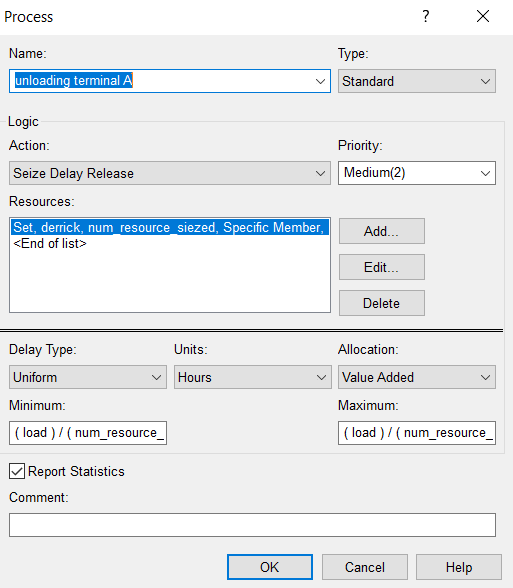 Process
?
Name:
Type:
unloading terminal A
Standard
Logic
Action:
Priority:
Seize Delay Release
Medium(2)
Resources:
Set, derrick, num_resource_siezed, Specific Member,
<End of list>
Add...
Edit...
Delete
Delay Type:
Units:
Allocation:
Uniform
Hours
Value Added
Minimum:
Maximum:
( load ) / ( num_resource_
( load ) / ( num_resource_
Report Statistics
Comment:
OK
Cancel
Help